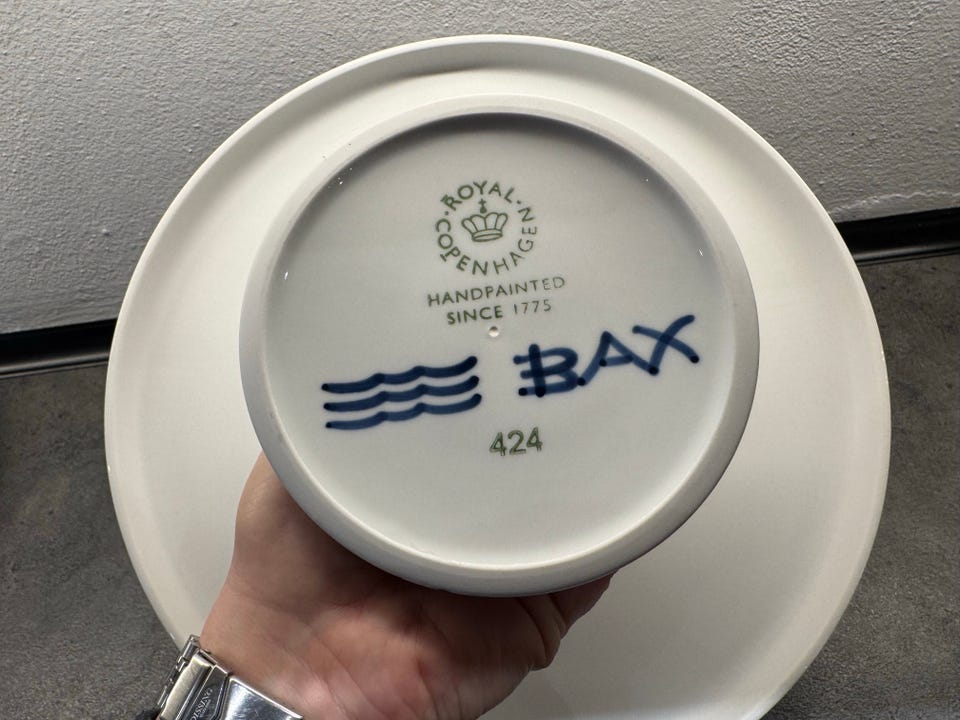 ROYAL
COPENHAGEN
HANDPAINTED
SINCE 1775
BAX
424